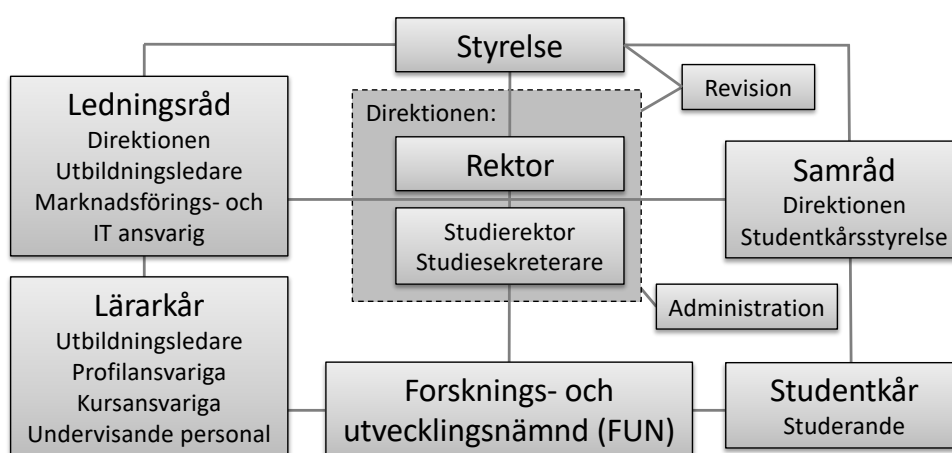 Styrelse
Ledningsråd
Direktionen
Utbildningsledare
Marknadsförings- och
IT ansvarig
Direktionen:
Revision
Rektor
Studierektor
Studiesekreterare
Samråd
Direktionen
Studentkårsstyrelse
Administration
Lärarkår
Utbildningsledare
Profilansvariga
Kursansvariga
Undervisande personal
Forsknings- och
utvecklingsnämnd (FUN)
Studentkår
Studerande